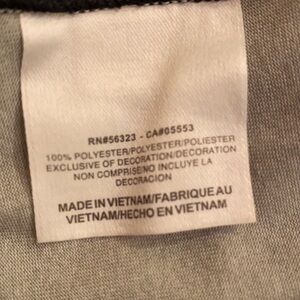 RN#56323 - CA#05553
100% POLYESTER/POLYESTER/POLIESTER
EXCLUSIVE OF DECORATION/DECORATION
NON COMPRISENO INCLUYE LA
DECORACION
MADE IN VIETNAM/FABRIQUE AU
VIETNAM/HECHO EN VIETNAM